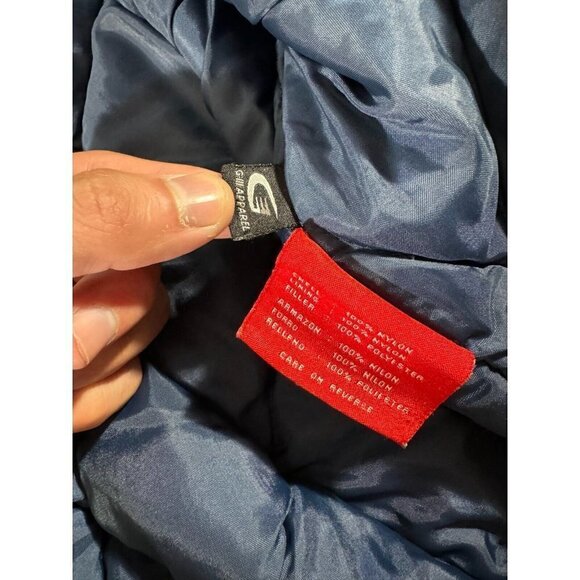 G-III APPAREL
SHELL : 100% NYLON
LINING : 100% NYLON
FILLER : 100% POLYESTER
ARMAZON : 100% NILON
FORRO : 100% NILON
RELLENO : 100% POLIESTER
CARE ON REVERSE